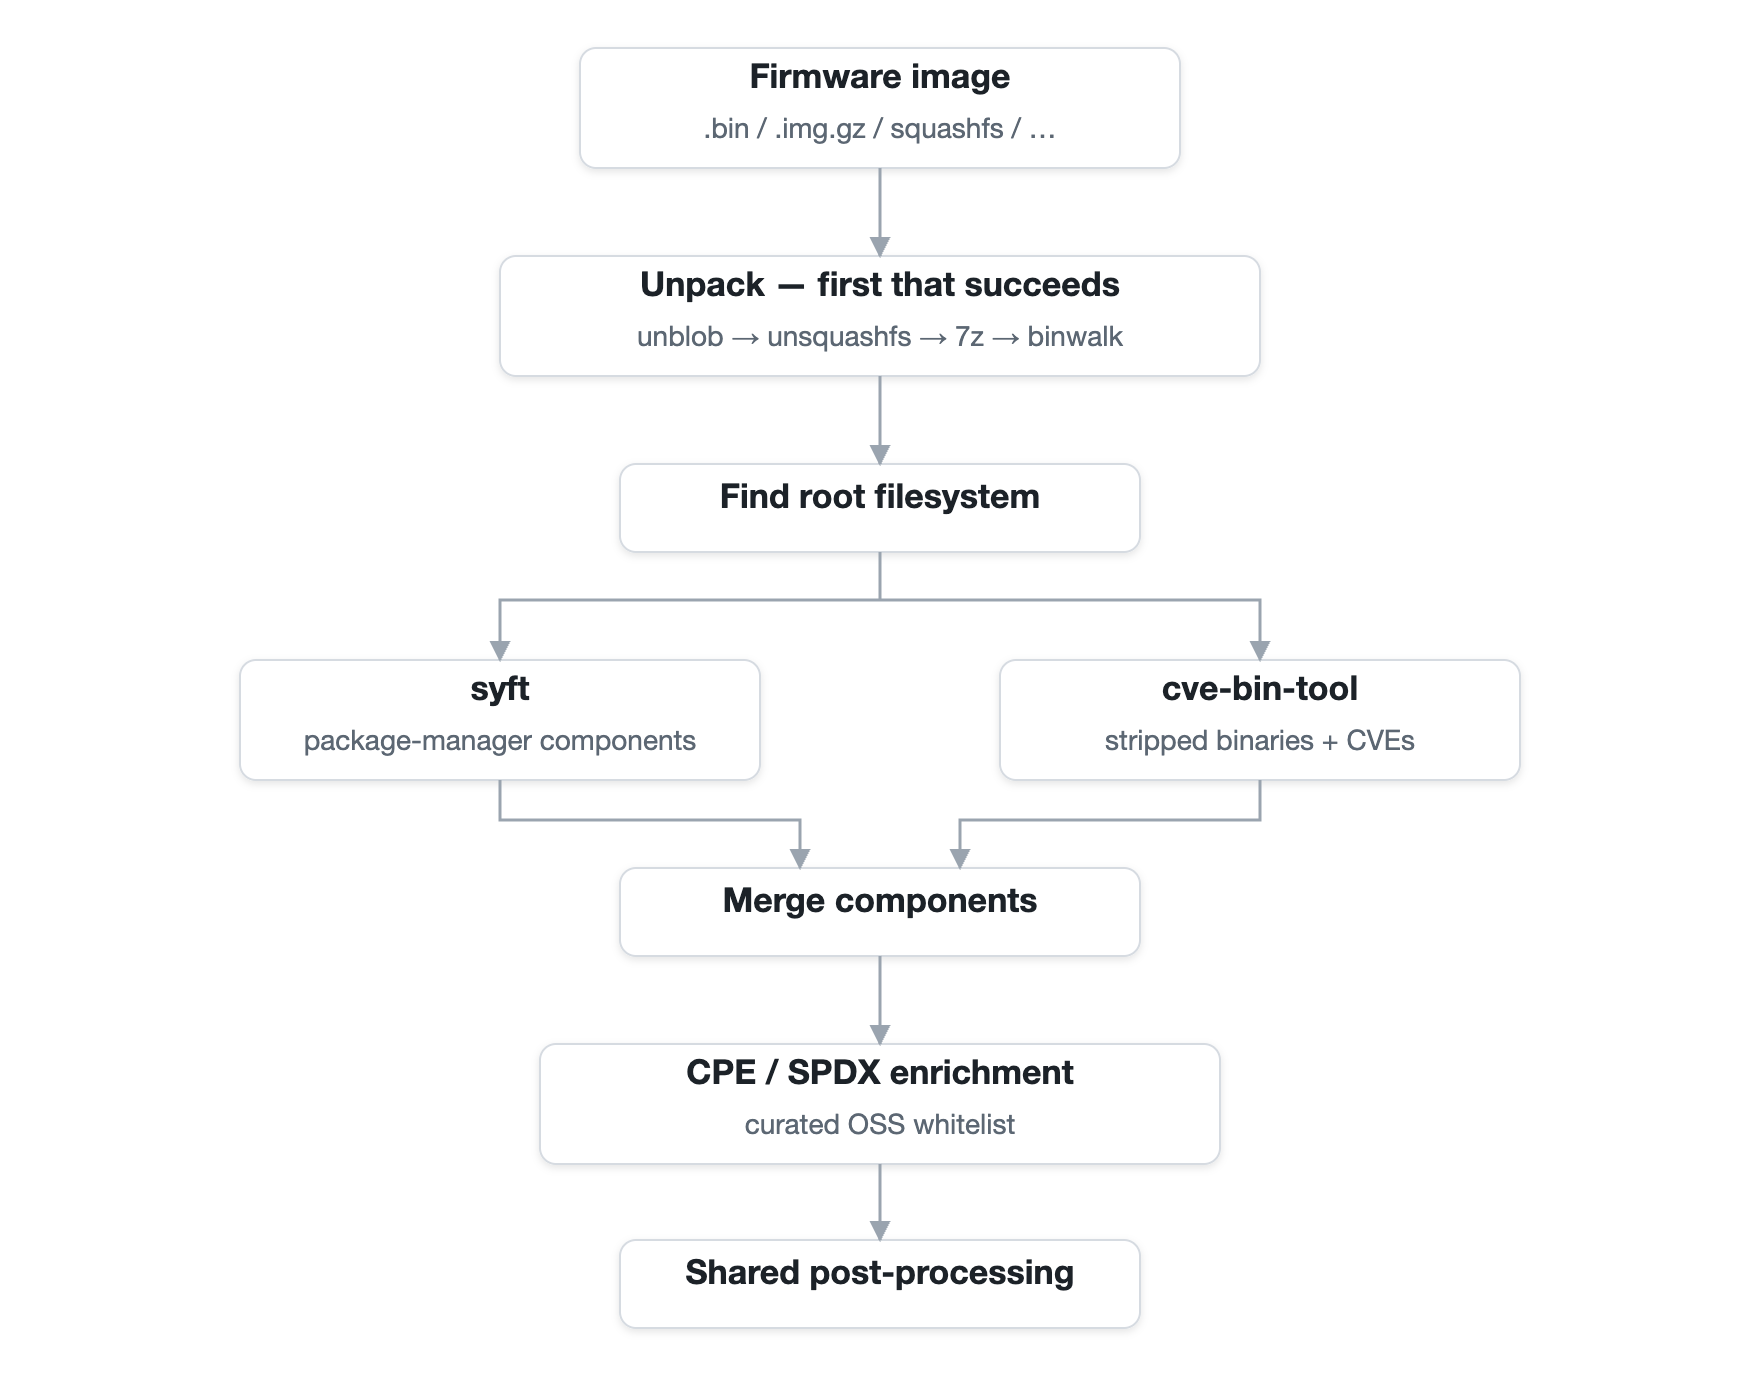 Firmware image
.bin / .img.gz / squashfs / …
Unpack — first that succeeds
unblob → unsquashfs → 7z → binwalk
Find root filesystem
syft
package-manager components
cve-bin-tool
stripped binaries + CVEs
Merge components
CPE / SPDX enrichment
curated OSS whitelist
Shared post-processing